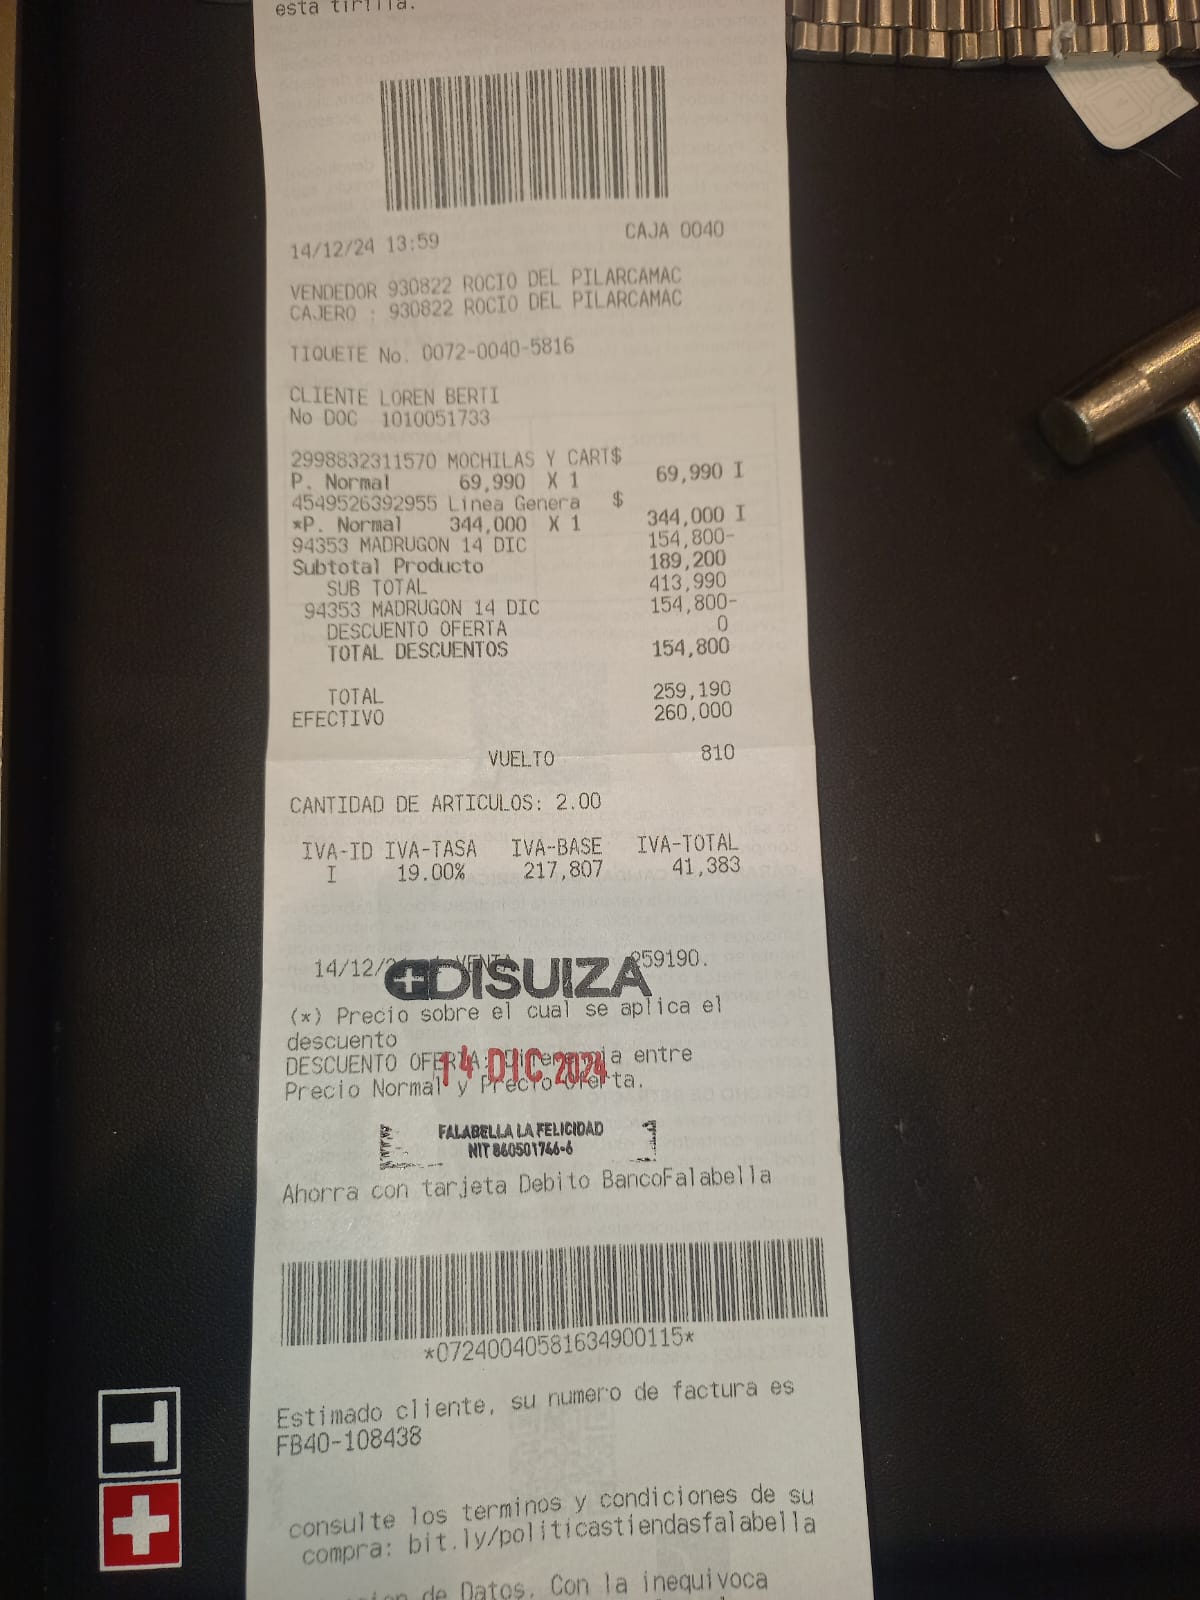 esta tirilla.
14/12/24 13:59 CAJA 0040
VENDEDOR 930822 ROCIO DEL PILARCAMAC
CAJERO : 930822 ROCIO DEL PILARCAMAC
TIQUETE No. 0072-0040-5816
CLIENTE LOREN BERTI
No DOC 1010051733
2998832311570 MOCHILAS Y CART$
P. Normal 69,990 X 1 69,990 I
4549526392955 Linea Genera $
*P. Normal 344,000 X 1 344,000 I
94353 MADRUGON 14 DIC 154,800-
Subtotal Producto 189,200
SUB TOTAL 413,990
94353 MADRUGON 14 DIC 154,800-
DESCUENTO OFERTA 0
TOTAL DESCUENTOS 154,800
TOTAL 259,190
EFECTIVO 260,000
VUELTO 810
CANTIDAD DE ARTICULOS: 2.00
IVA-ID IVA-TASA IVA-BASE IVA-TOTAL
I 19.00% 217,807 41,383
14/12/2 VENTA 259190.
DISUIZA
(*) Precio sobre el cual se aplica el
descuento
DESCUENTO OFERTA: Diferencia entre
14 DIC 2024
Precio Normal y Precio Oferta.
FALABELLA LA FELICIDAD
NIT 860501766-6
Ahorra con tarjeta Debito BancoFalabella
*07240040581634900115*
Estimado cliente, su numero de factura es
FB40-108438
consulte los terminos y condiciones de su
compra: bit.ly/politicastiendasfalabella
de Datos. Con la inequivoca
T